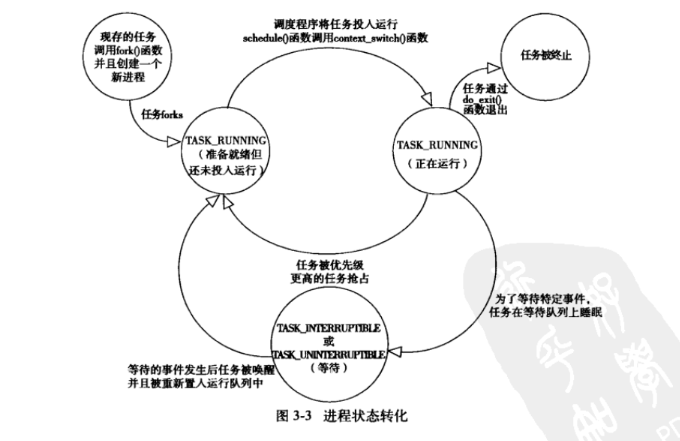 现存的任务
调用fork()函数
并且创建一个
新进程
调度程序将任务投入运行
schedule()函数调用context_switch()函数
任务被终止
任务通过
do_exit()
函数退出
任务forks
TASK_RUNNING
（准备就绪但
还未投入运行）
TASK_RUNNING
（正在运行）
任务被优先级
更高的任务抢占
为了等待特定事件，
任务在等待队列上睡眠
TASK_INTERRUPTIBLE
或
TASK_UNINTERRUPTIBLE
（等待）
等待的事件发生后任务被唤醒
并且被重新置入运行队列中
图 3-3 进程状态转化
PD